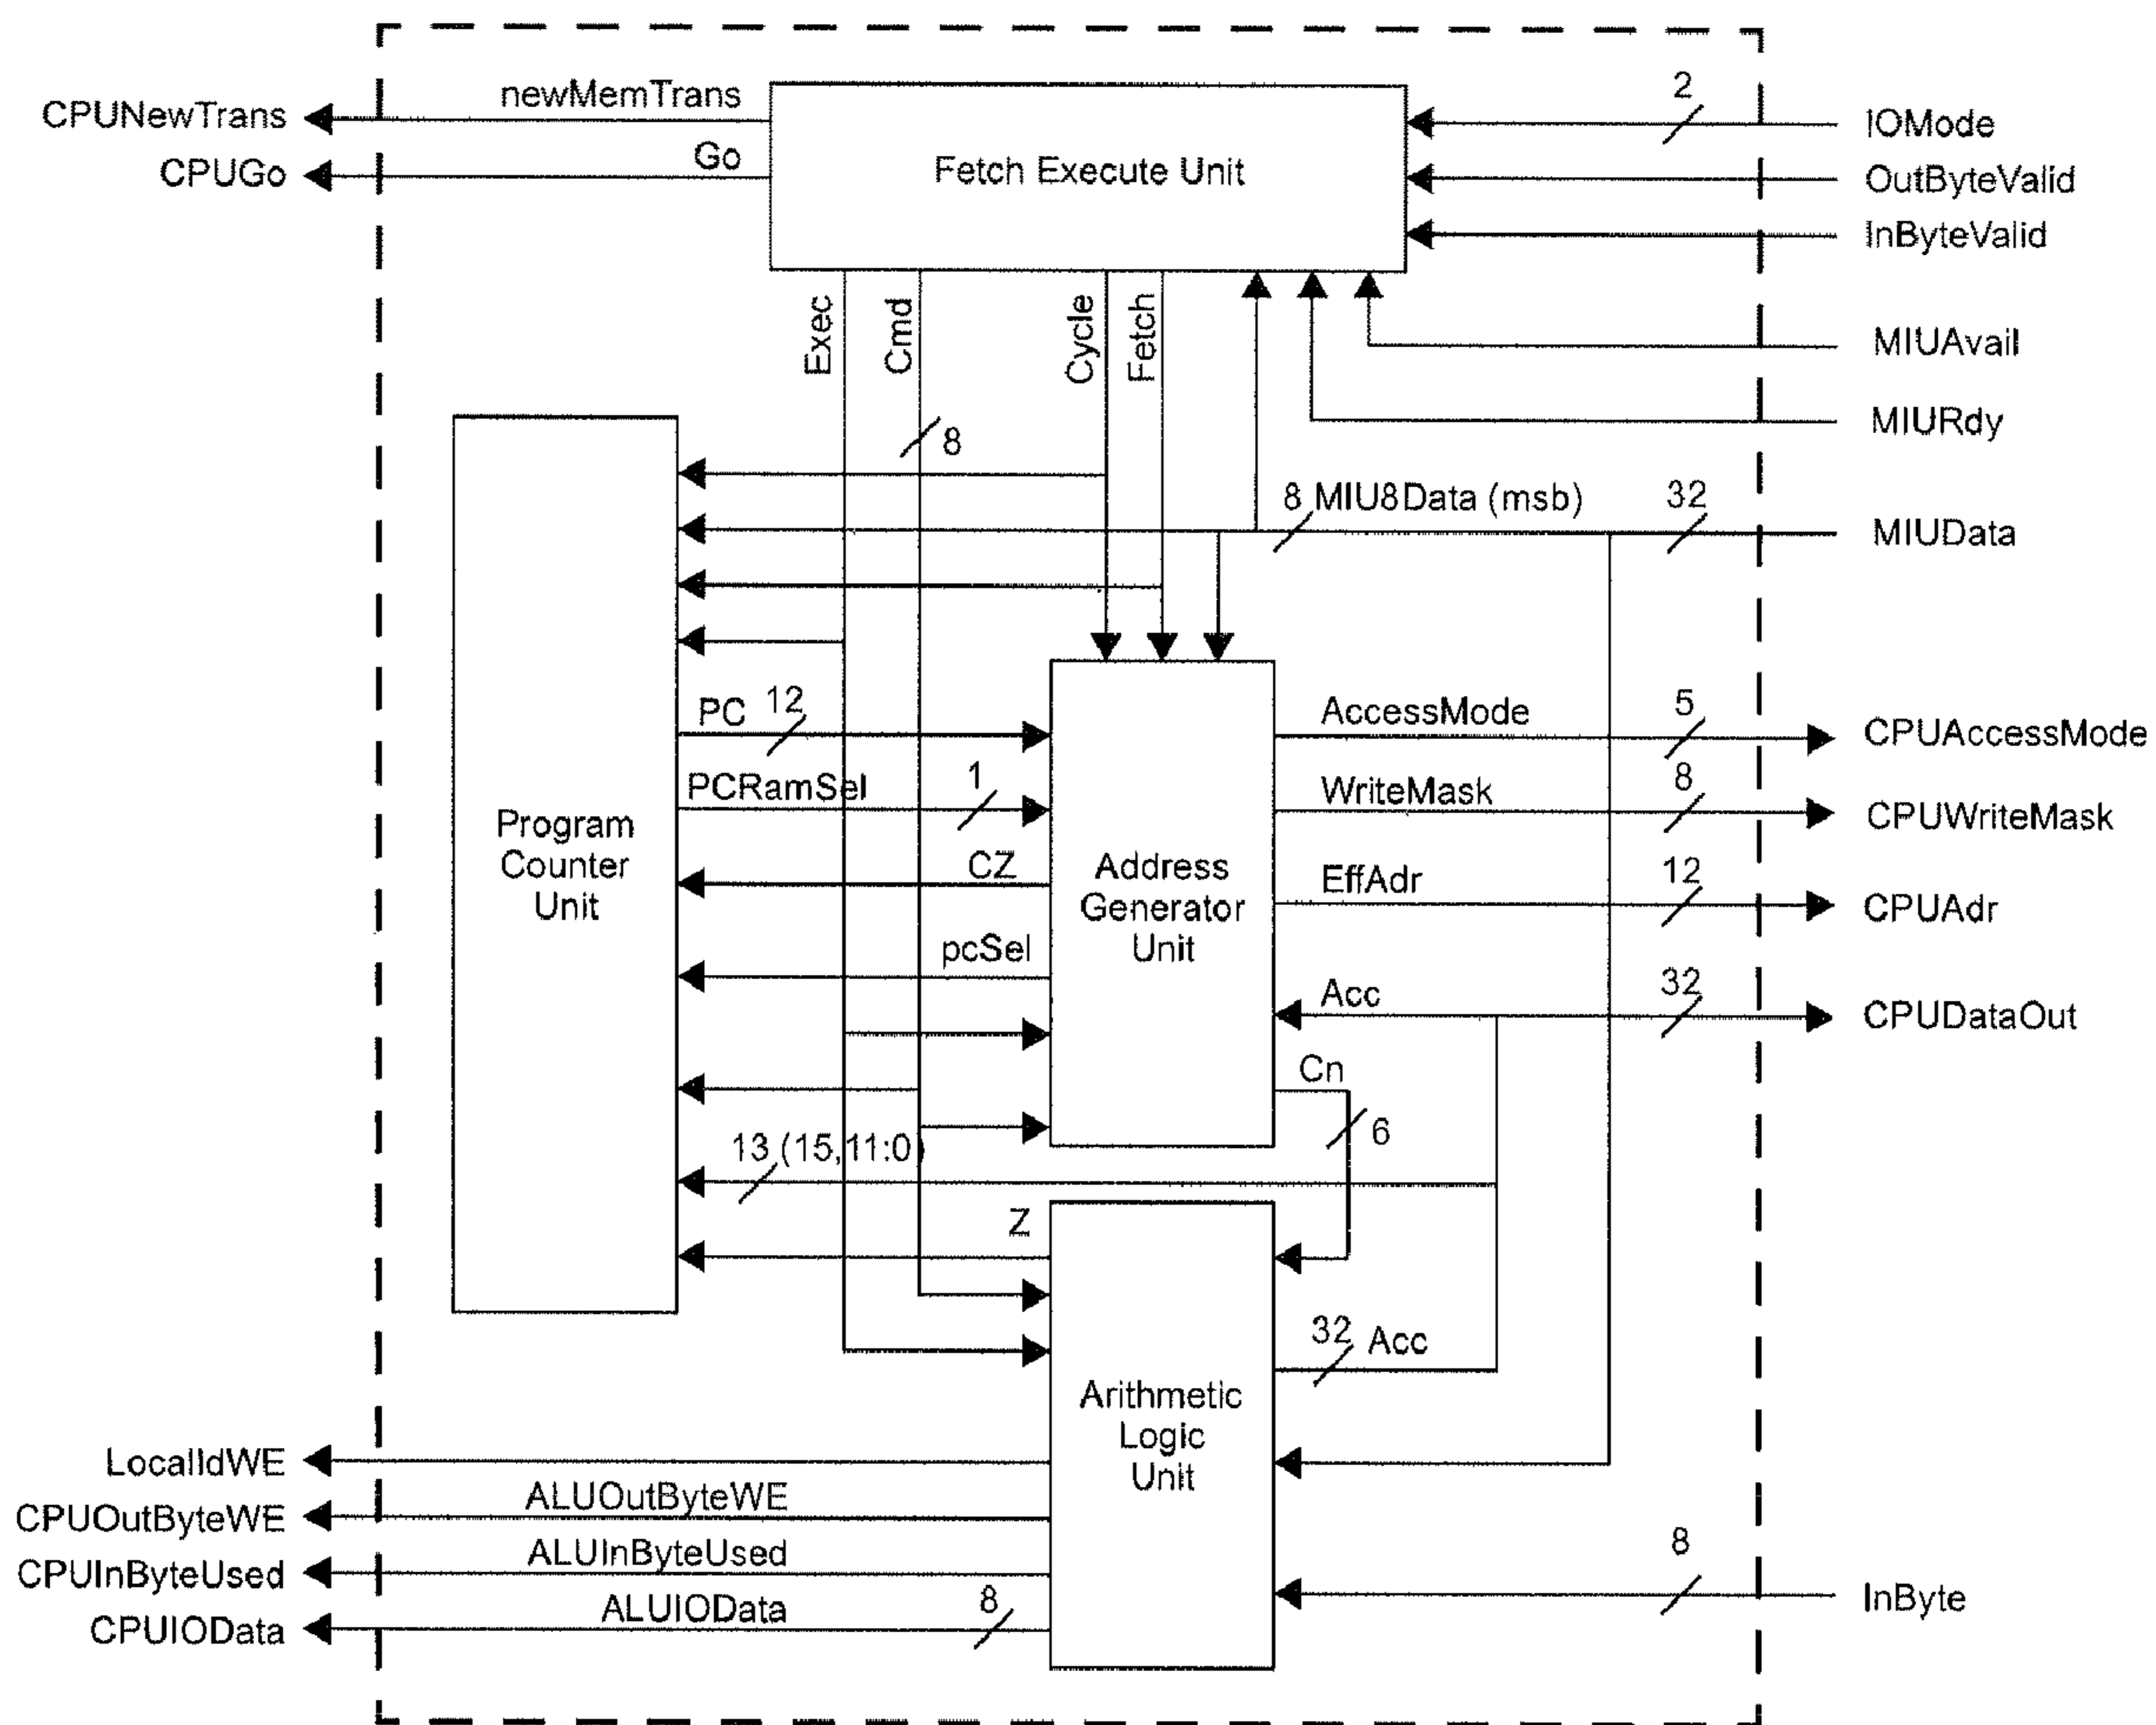 newMemTrans
2
CPUNewTrans
IOMode
Go
Fetch Execute Unit
CPUGo
OutByteValid
InByteValid
Exec
Cmd
Cycle
Fetch
MIUAvail
MIURdy
8
8 MIU8Data (msb)
32
MIUData
PC 12
AccessMode
5
CPUAccessMode
PCRamSel
1
WriteMask
8
CPUWriteMask
Program
Counter
Unit
CZ
Address
Generator
Unit
EffAdr
12
CPUAdr
pcSel
Acc
32
CPUDataOut
Cn
6
13 (15,11:0)
Z
32 Acc
Arithmetic
Logic
Unit
LocalIdWE
ALUOutByteWE
CPUOutByteWE
ALUInByteUsed
CPUInByteUsed
8
InByte
ALUIOData
8
CPUIOData